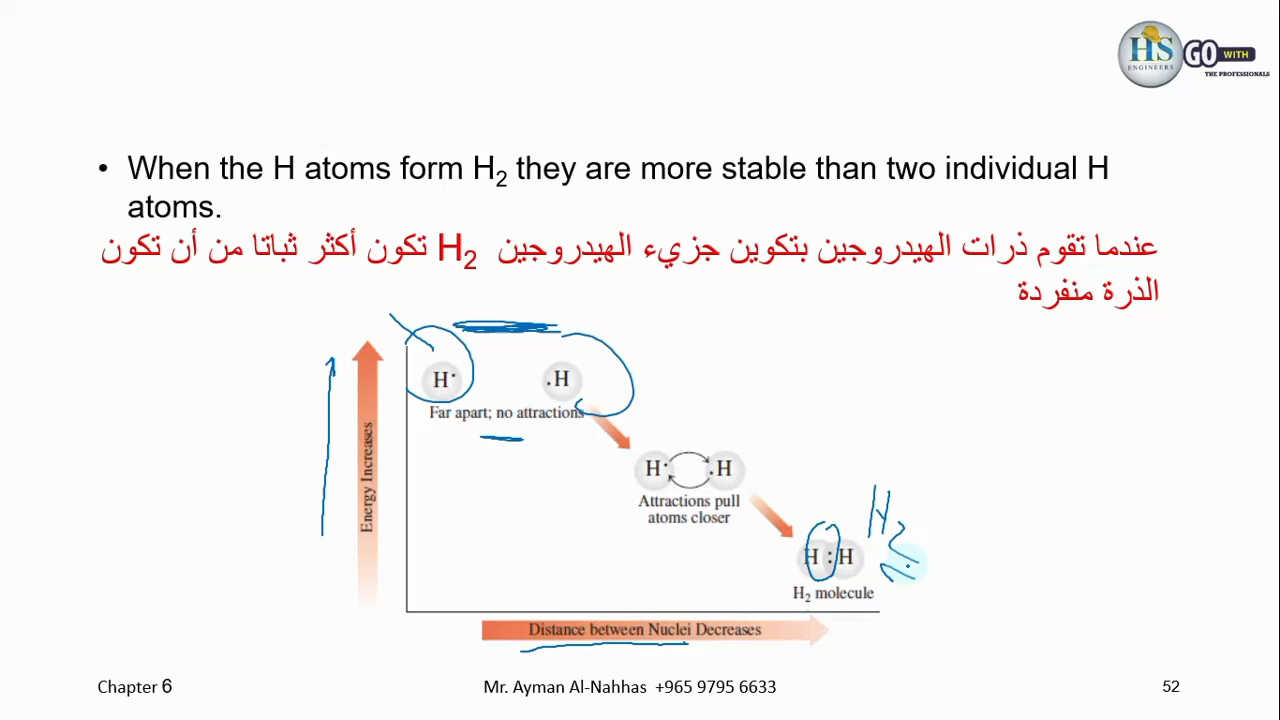 HS
ENGINEERS
GO WITH
THE PROFESSIONALS
• When the H atoms form H₂ they are more stable than two individual H
atoms.
عندما تقوم ذرات الهيدروجين بتكوين جزيء الهيدروجين H₂ تكون أكثر ثباتا من أن تكون
الذرة منفردة
H· ·H
Far apart; no attractions
Energy Increases
H· ·H
Attractions pull
atoms closer
H₂
H : H
H₂ molecule
Distance between Nuclei Decreases
Chapter 6 Mr. Ayman Al-Nahhas +965 9795 6633 52